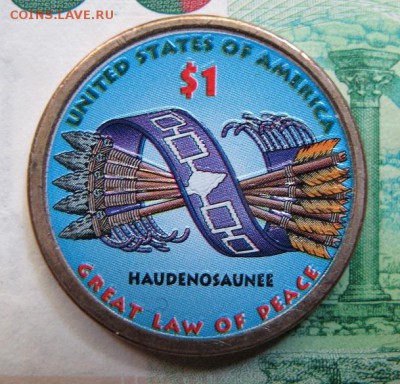 COINS.LAVE.RU
UNITED STATES OF AMERICA
$1
HAUDENOSAUNEE
GREAT LAW OF PEACE